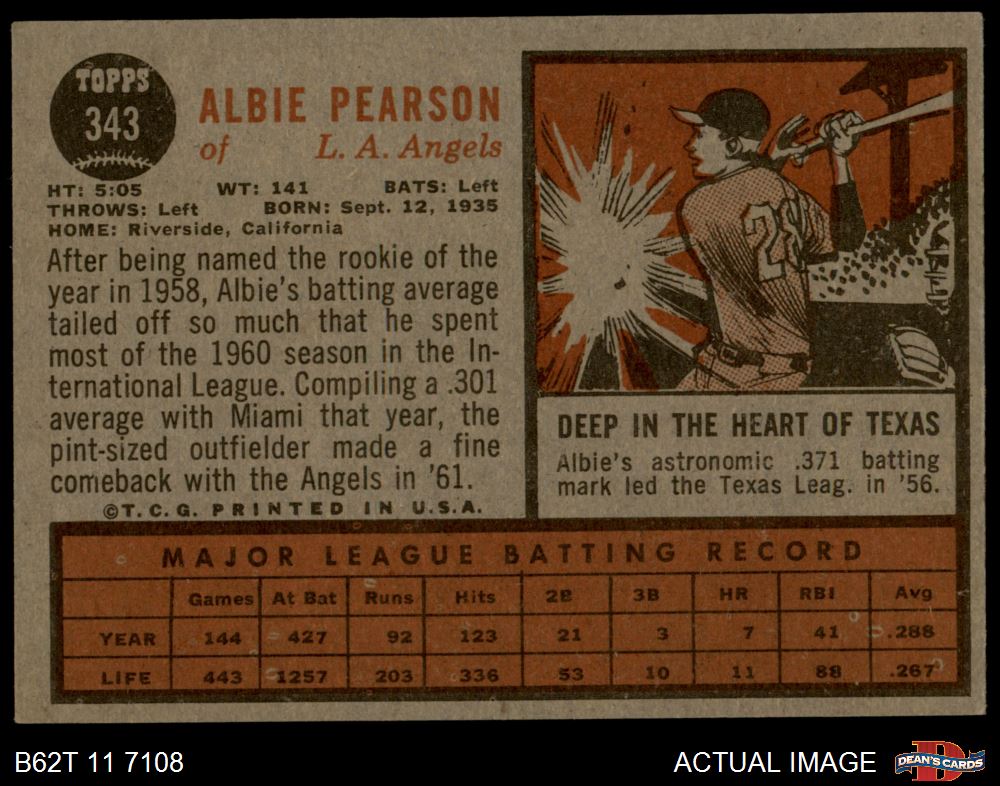 TOPPS
343
ALBIE PEARSON
of L. A. Angels
HT: 5:05 WT: 141 BATS: Left
THROWS: Left BORN: Sept. 12, 1935
HOME: Riverside, California
After being named the rookie of the
year in 1958, Albie's batting average
tailed off so much that he spent
most of the 1960 season in the In-
ternational League. Compiling a .301
average with Miami that year, the
pint-sized outfielder made a fine
comeback with the Angels in '61.
©T.C.G. PRINTED IN U.S.A.
DEEP IN THE HEART OF TEXAS
Albie's astronomic .371 batting
mark led the Texas Leag. in '56.
MAJOR LEAGUE BATTING RECORD
Games At Bat Runs Hits 2B 3B HR RBI Avg
YEAR 144 427 92 123 21 3 7 41 .288
LIFE 443 1257 203 336 53 10 11 88 .267
B62T 11 7108
ACTUAL IMAGE
DEAN'S CARDS